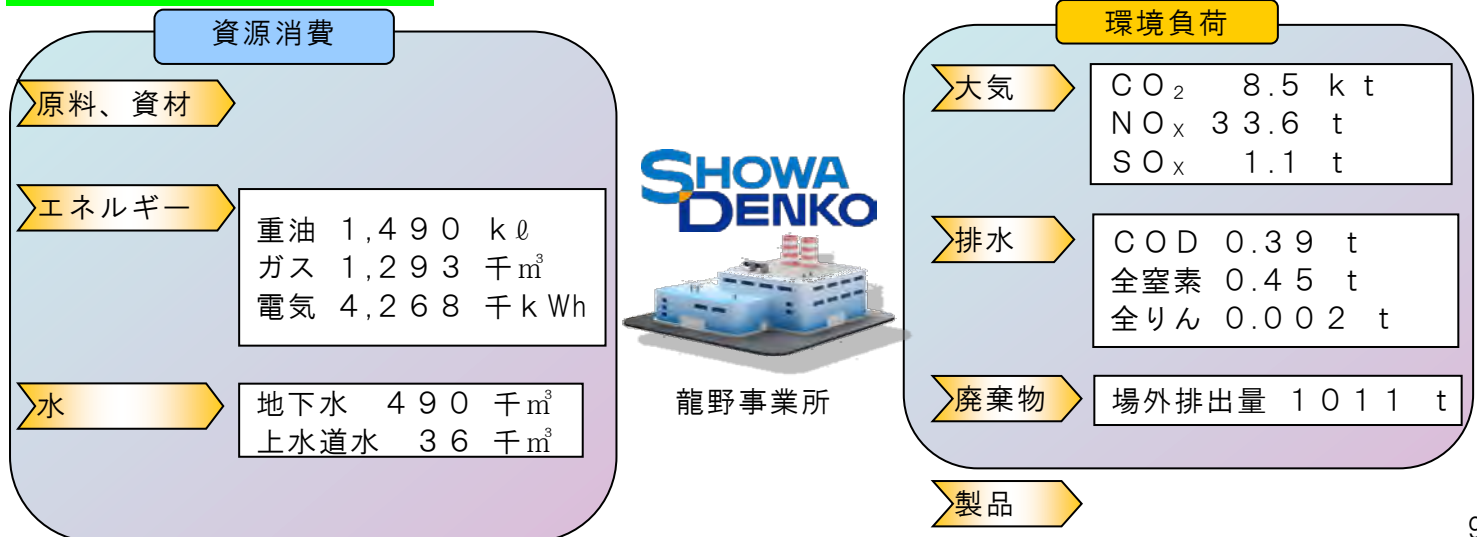 資源消費
原料、資材
エネルギー
重油 1,490 kℓ
ガス 1,293 千㎥
電気 4,268 千kWh
水
地下水 490 千㎥
上水道水 36 千㎥
SHOWA
DENKO
龍野事業所
環境負荷
大気
CO₂ 8.5 kt
NOx 33.6 t
SOx 1.1 t
排水
COD 0.39 t
全窒素 0.45 t
全りん 0.002 t
廃棄物
場外排出量 1011 t
製品